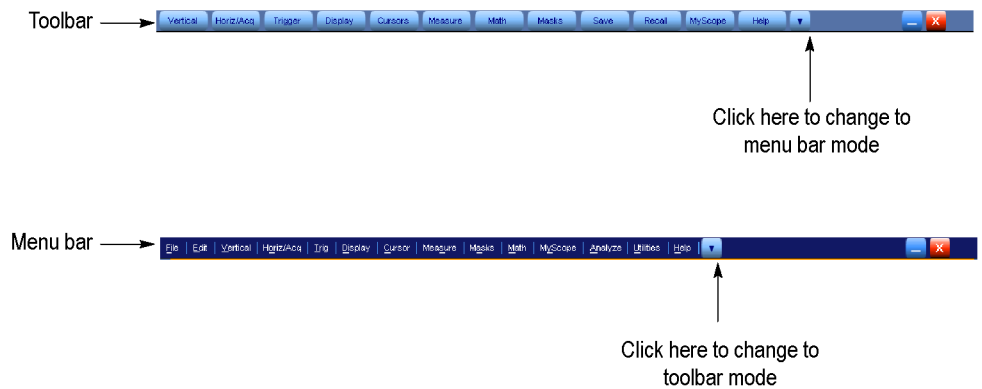 Toolbar
Vertical Horiz/Acq Trigger Display Cursors Measure Math Masks Save Recall MyScope Help
X
Click here to change to
menu bar mode
Menu bar
File Edit Vertical Horiz/Acq Trig Display Cursor Measure Masks Math MyScope Analyze Utilities Help
X
Click here to change to
toolbar mode